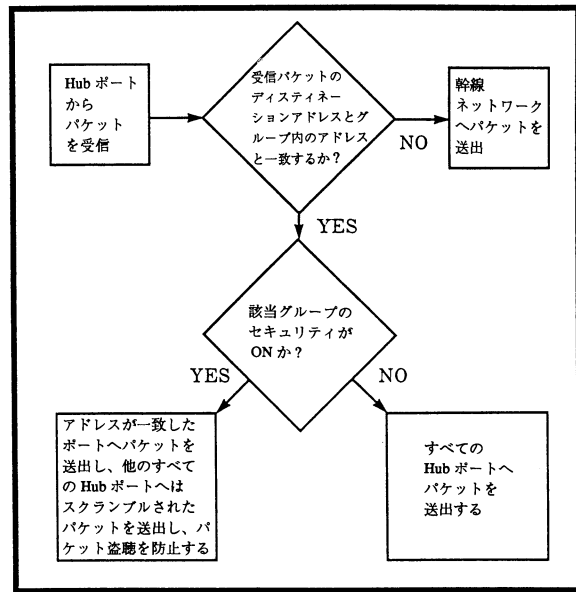 Hub ポート
から
パケット
を受信
受信パケットの
ディスティネー
ションアドレスとグ
ループ内のアドレス
と一致するか？
NO
幹線
ネットワーク
へパケットを
送出
YES
該当グループの
セキュリティが
ONか？
YES
NO
アドレスが一致した
ポートへパケットを
送出し、他のすべて
の Hub ポートへは
スクランブルされた
パケットを送出し、パ
ケット盗聴を防止する
すべての
Hub ポートへ
パケットを
送出する